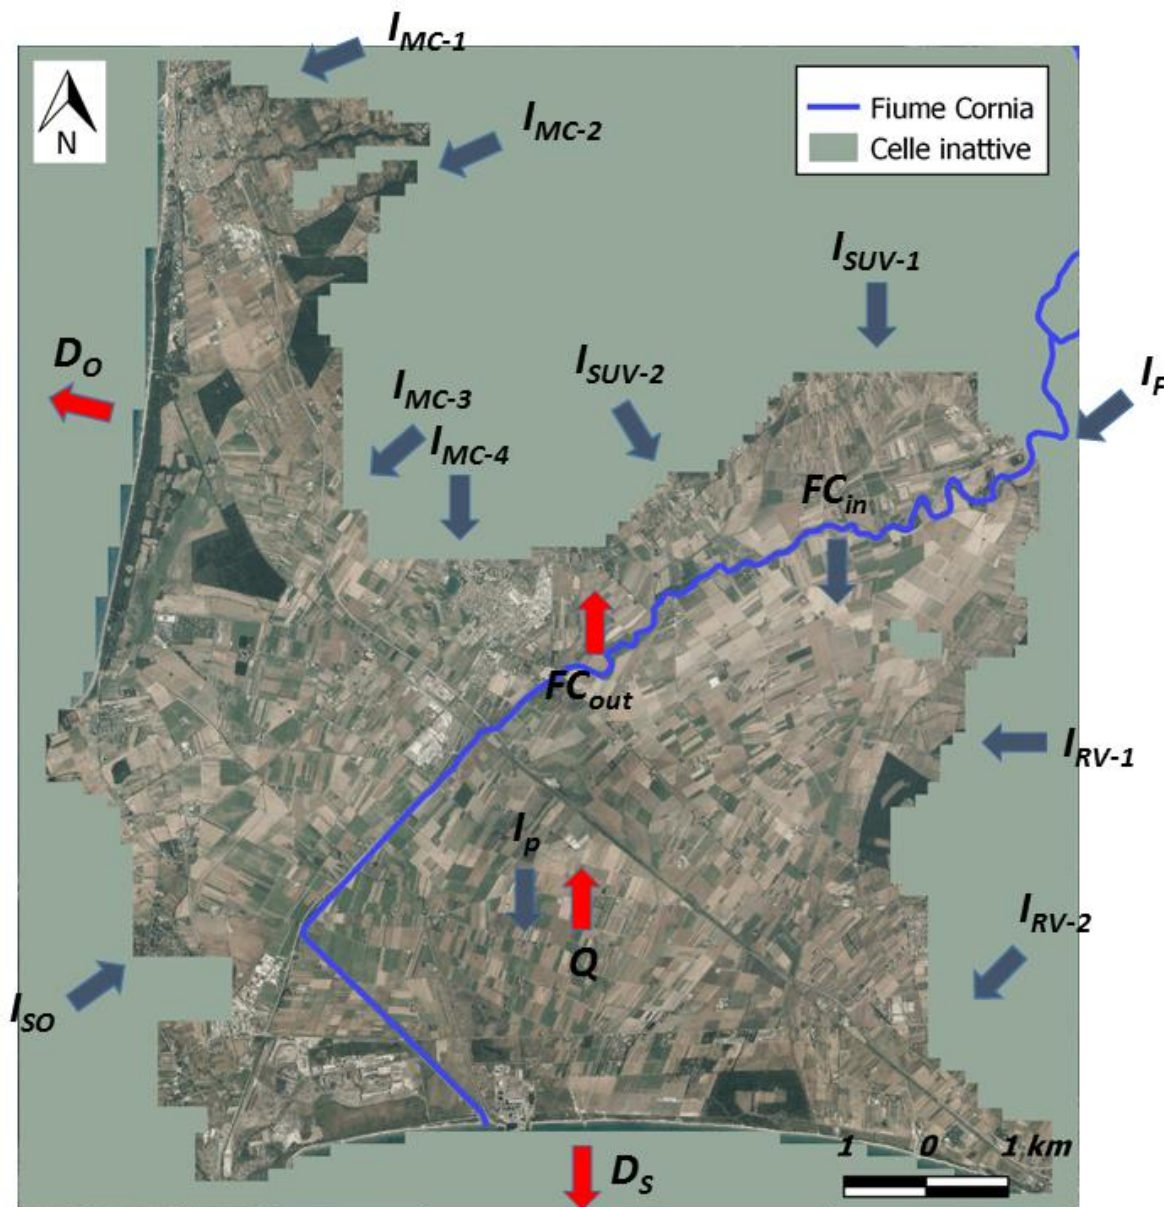 I_MC-1
N
Fiume Cornia
Celle inattive
I_MC-2
I_SUV-1
D_O
I_SUV-2
I_MC-3
I_F
I_MC-4
FC_in
FC_out
I_RV-1
I_p
I_RV-2
Q
I_SO
1 0 1 km
D_S